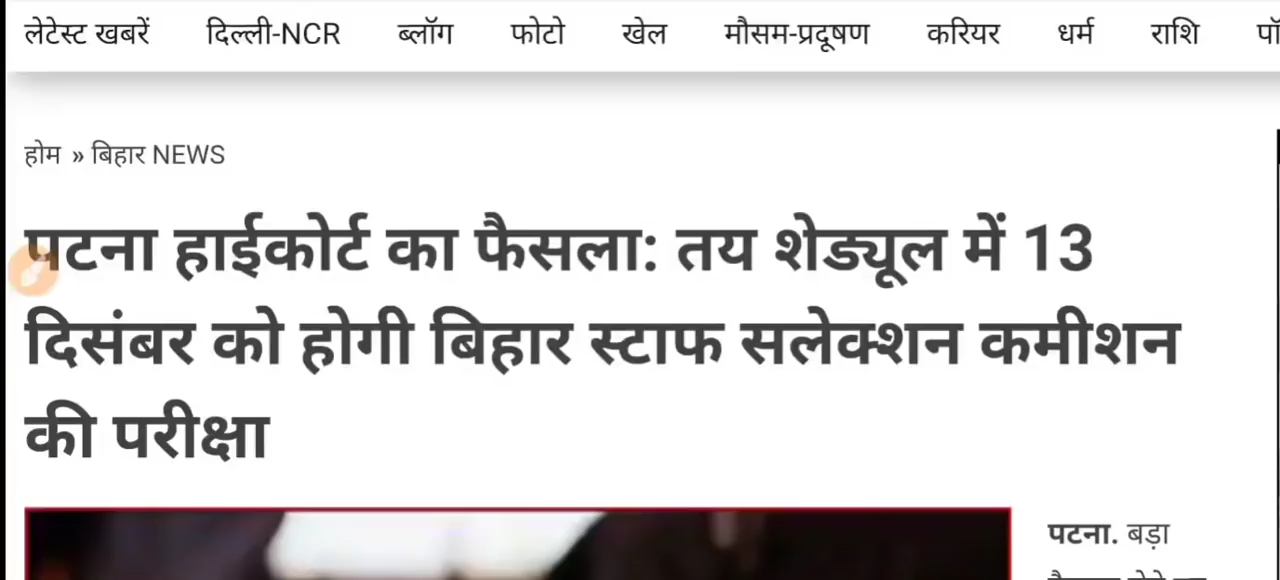 लेटेस्ट खबरें दिल्ली-NCR ब्लॉग फोटो खेल मौसम-प्रदूषण करियर धर्म राशि
होम » बिहार NEWS
पटना हाईकोर्ट का फैसला: तय शेड्यूल में 13
दिसंबर को होगी बिहार स्टाफ सलेक्शन कमीशन
की परीक्षा
पटना. बड़ा